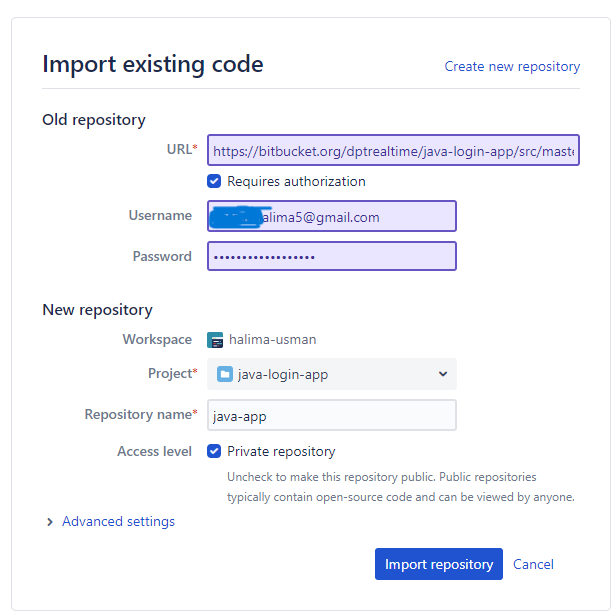 Import existing code
Create new repository
Old repository
URL*
https://bitbucket.org/dptrealtime/java-login-app/src/maste
Requires authorization
Username
alima5@gmail.com
Password
••••••••••••••••••
New repository
Workspace
halima-usman
Project*
java-login-app
Repository name*
java-app
Access level
Private repository
Uncheck to make this repository public. Public repositories
typically contain open-source code and can be viewed by anyone.
Advanced settings
Import repository
Cancel